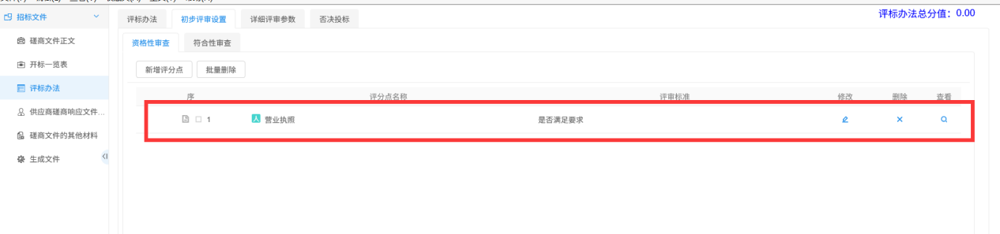 评标办法总分值：0.00
招标文件
评标办法 初步评审设置 详细评审参数 否决投标
磋商文件正文
资格性审查 符合性审查
开标一览表
新增评分点 批量删除
评标办法
序 评分点名称 评审标准 修改 删除 查看
供应商磋商响应文件...
1 人 营业执照 是否满足要求
磋商文件的其他材料
生成文件